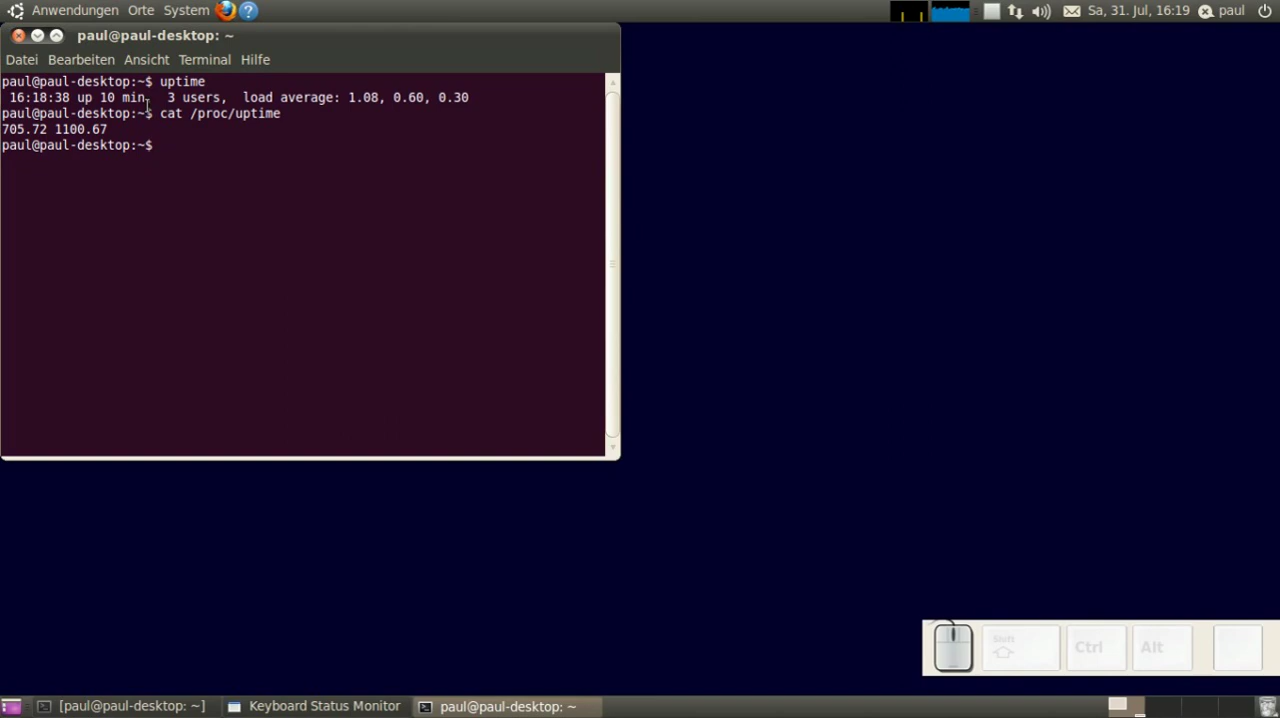 Anwendungen Orte System
Sa, 31. Jul, 16:19 paul
paul@paul-desktop: ~
Datei Bearbeiten Ansicht Terminal Hilfe
paul@paul-desktop:~$ uptime
16:18:38 up 10 min, 3 users, load average: 1.08, 0.60, 0.30
paul@paul-desktop:~$ cat /proc/uptime
705.72 1100.67
paul@paul-desktop:~$
Shift Ctrl Alt
[paul@paul-desktop: ~] Keyboard Status Monitor paul@paul-desktop: ~